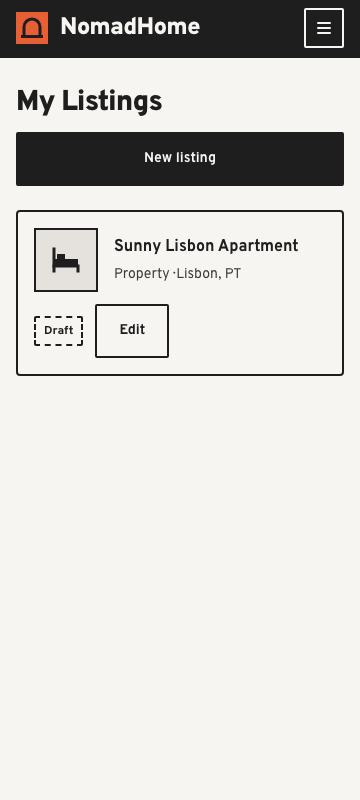 NomadHome
My Listings
New listing
Sunny Lisbon Apartment
Property · Lisbon, PT
Draft
Edit